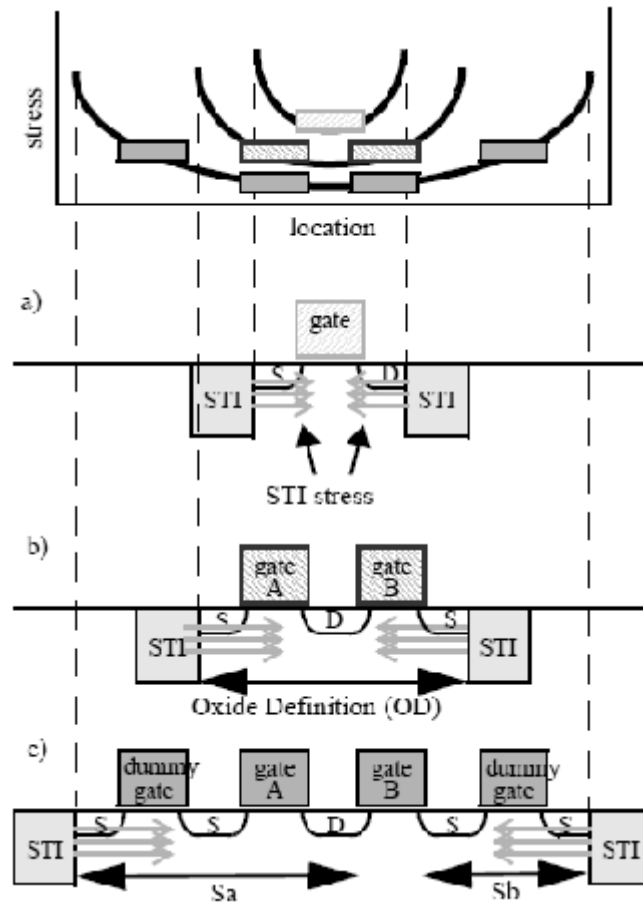 stress
location
a)
gate
S D
STI STI
STI stress
b)
gate gate
A B
S D S
STI STI
Oxide Definition (OD)
c)
dummy gate gate dummy
gate A B gate
S S D S S
STI STI
Sa Sb